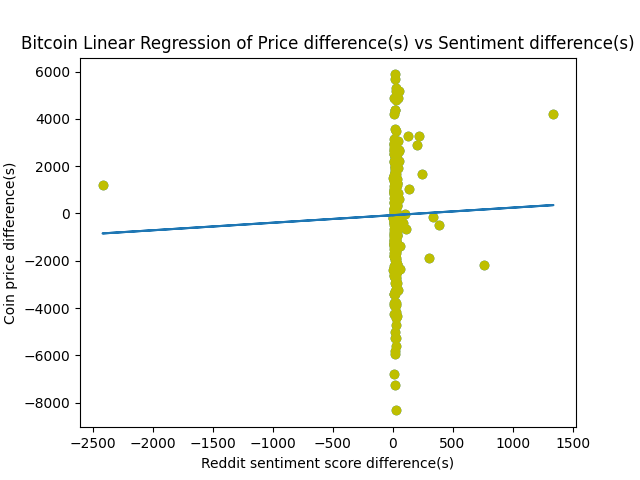 Bitcoin Linear Regression of Price difference(s) vs Sentiment difference(s)
6000
4000
2000
0
−2000
−4000
−6000
−8000
Coin price difference(s)
−2500 −2000 −1500 −1000 −500 0 500 1000 1500
Reddit sentiment score difference(s)